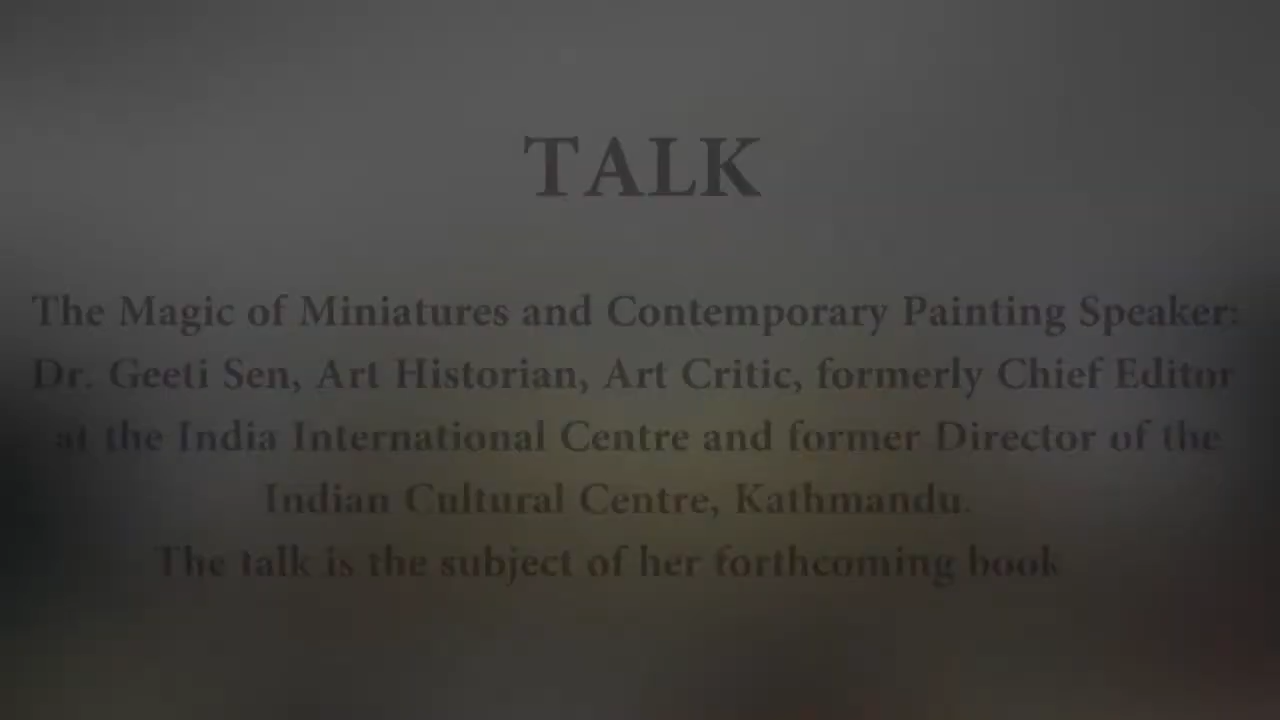 TALK
The Magic of Miniatures and Contemporary Painting Speaker:
Dr. Geeti Sen, Art Historian, Art Critic, formerly Chief Editor
at the India International Centre and former Director of the
Indian Cultural Centre, Kathmandu.
The talk is the subject of her forthcoming book